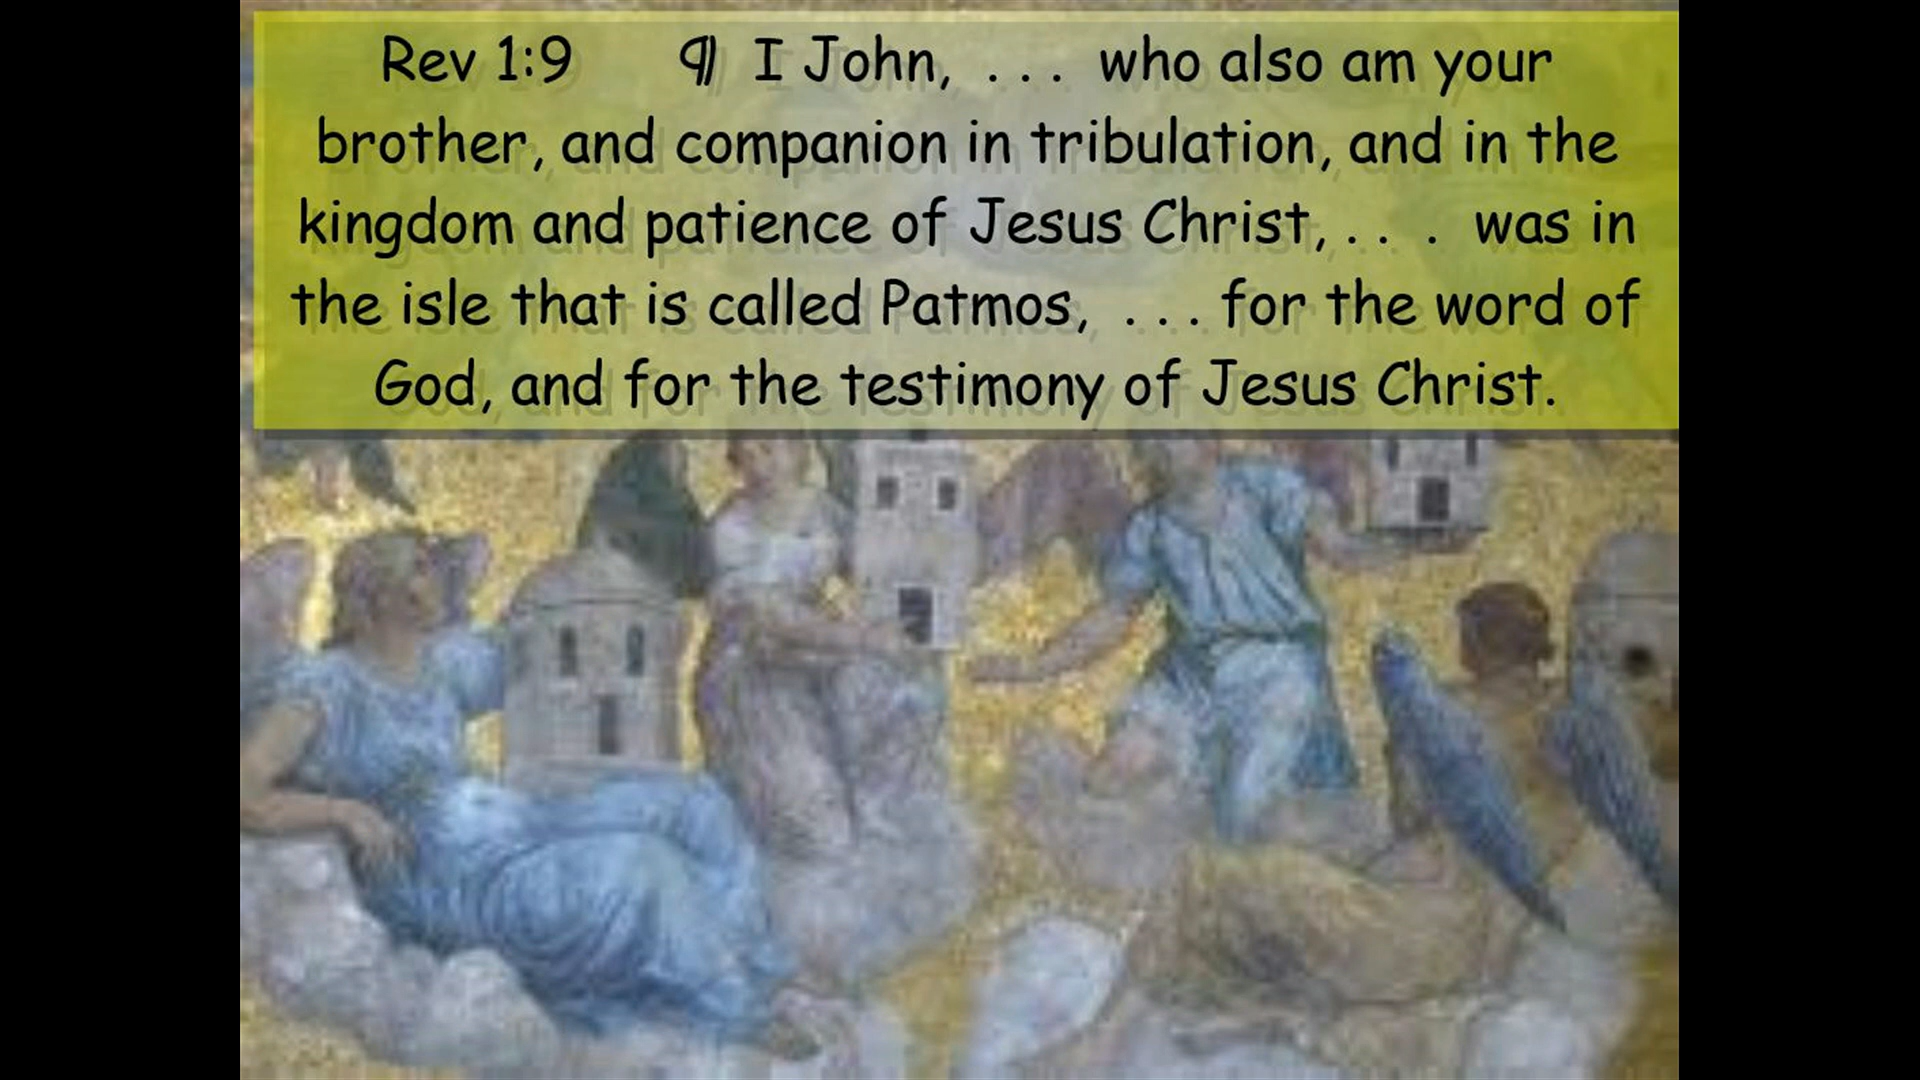 Rev 1:9 ¶ I John, . . . who also am your
brother, and companion in tribulation, and in the
kingdom and patience of Jesus Christ, . . . was in
the isle that is called Patmos, . . . for the word of
God, and for the testimony of Jesus Christ.